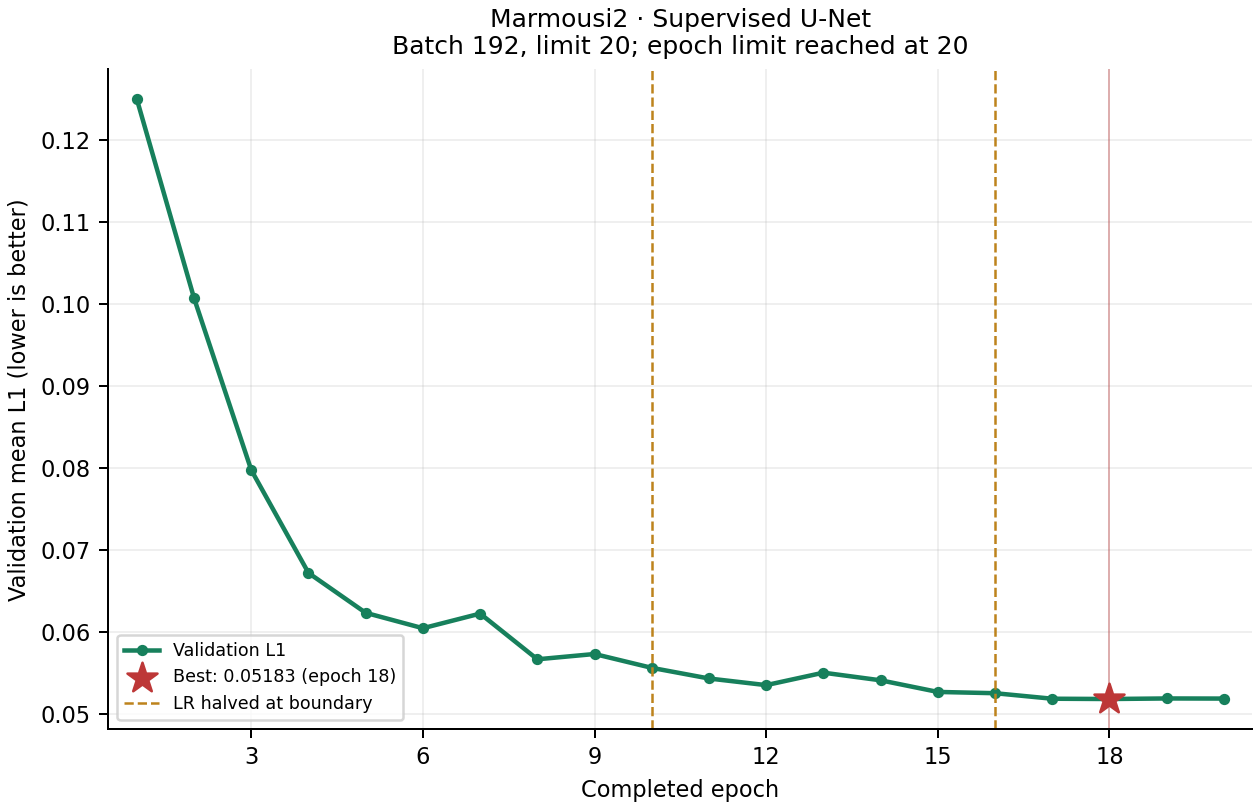 Marmousi2 · Supervised U-Net
Batch 192, limit 20; epoch limit reached at 20
Validation mean L1 (lower is better)
0.12
0.11
0.10
0.09
0.08
0.07
0.06
0.05
Validation L1
Best: 0.05183 (epoch 18)
LR halved at boundary
3
6
9
12
15
18
Completed epoch